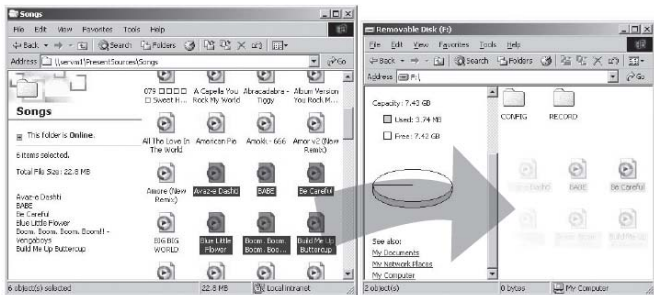 Songs
File Edit View Favorites Tools Help
Back Search Folders
Address \\servm1\PresentSources\Songs Go
Songs
This folder is Online.
6 items selected.
Total File Size: 22.8 MB
Avaz-e Dashti
BABE
Be Careful
Blue Little Flower
Boom, Boom, Boom, Boom!! -
Vengaboys
Build Me Up Buttercup
079 □□□□ A Capella You Abracadabra - Album Version
□ Sweet H... Rock My World Tiggy You Rock M...
All The Love In American Pie Amokk - 666 Amor v2 (New
The World Remix)
Amore (New Avaz-e Dashti BABE Be Careful
Remix)
BIG BIG Blue Little Boom, Boom, Build Me Up
WORLD Flower Boom, Boo... Buttercup
6 object(s) selected 22.8 MB Local intranet
Removable Disk (F:)
File Edit View Favorites Tools Help
Back Search Folders
Address F:\ Go
Capacity: 7.43 GB
Used: 3.74 MB
Free: 7.42 GB
See also:
My Documents
My Network Places
My Computer
CONFIG RECORD
BABE Be Careful
2 object(s) 0 bytes My Computer